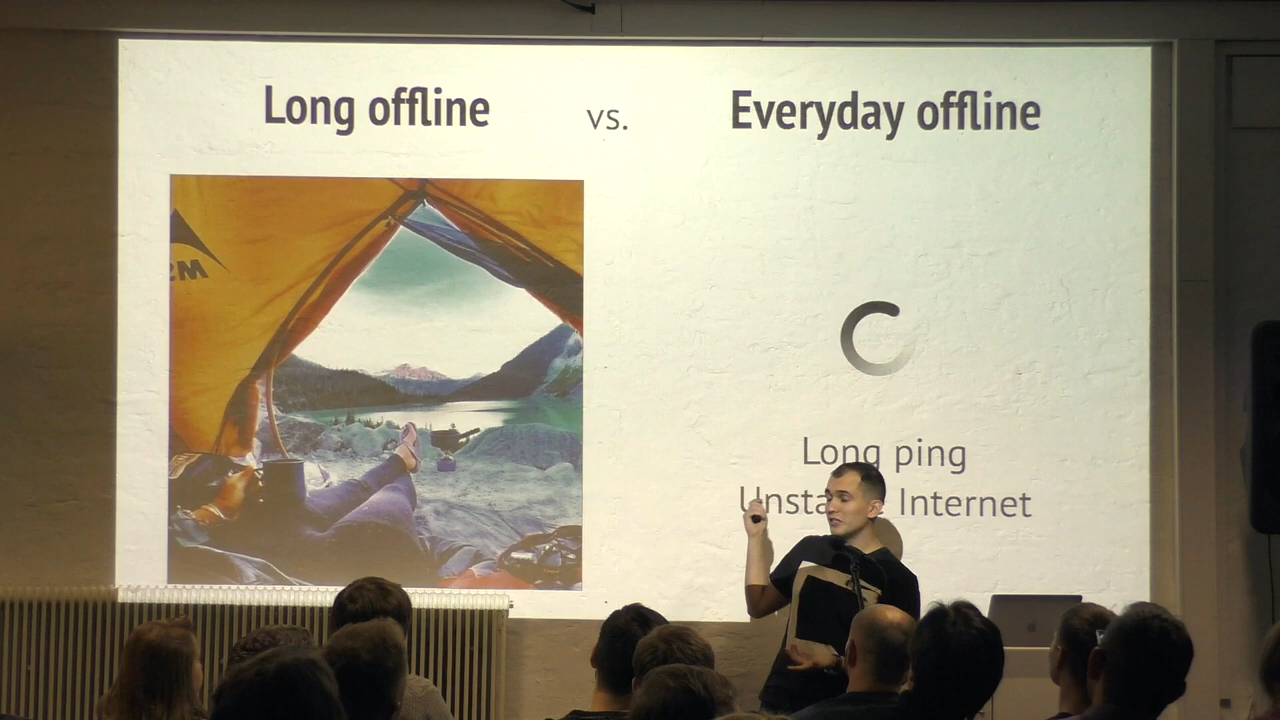 Long offline
vs.
Everyday offline
Long ping
Internet